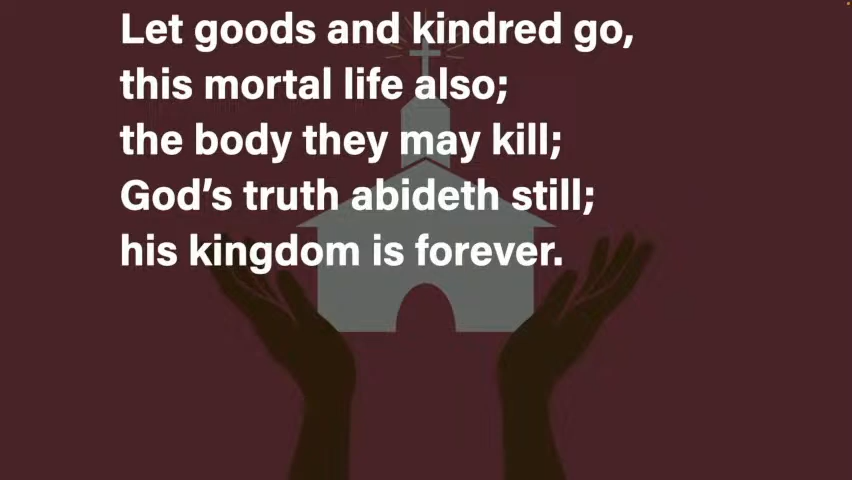 Let goods and kindred go,
this mortal life also;
the body they may kill;
God’s truth abideth still;
his kingdom is forever.